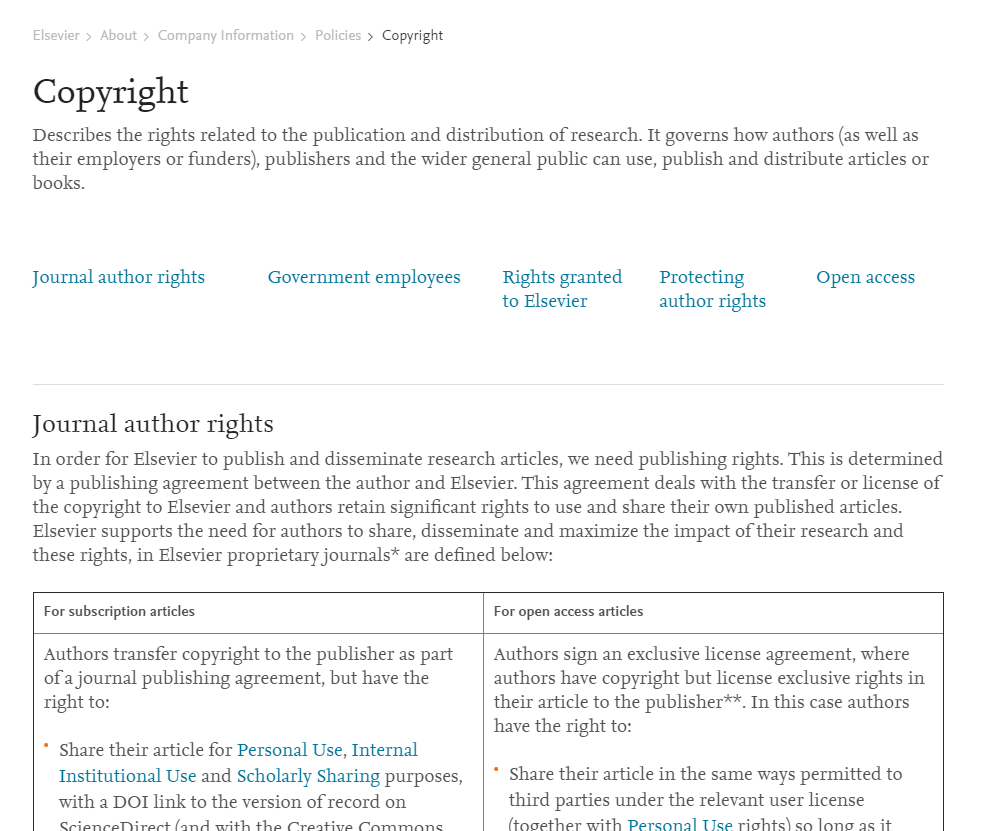 Elsevier > About > Company Information > Policies > Copyright
Copyright
Describes the rights related to the publication and distribution of research. It governs how authors (as well as
their employers or funders), publishers and the wider general public can use, publish and distribute articles or
books.
Journal author rights
Government employees
Rights granted
to Elsevier
Protecting
author rights
Open access
Journal author rights
In order for Elsevier to publish and disseminate research articles, we need publishing rights. This is determined
by a publishing agreement between the author and Elsevier. This agreement deals with the transfer or license of
the copyright to Elsevier and authors retain significant rights to use and share their own published articles.
Elsevier supports the need for authors to share, disseminate and maximize the impact of their research and
these rights, in Elsevier proprietary journals* are defined below:
For subscription articles
Authors transfer copyright to the publisher as part
of a journal publishing agreement, but have the
right to:
• Share their article for Personal Use, Internal
Institutional Use and Scholarly Sharing purposes,
with a DOI link to the version of record on
ScienceDirect (and with the Creative Commons
For open access articles
Authors sign an exclusive license agreement, where
authors have copyright but license exclusive rights in
their article to the publisher**. In this case authors
have the right to:
• Share their article in the same ways permitted to
third parties under the relevant user license
(together with Personal Use rights) so long as it